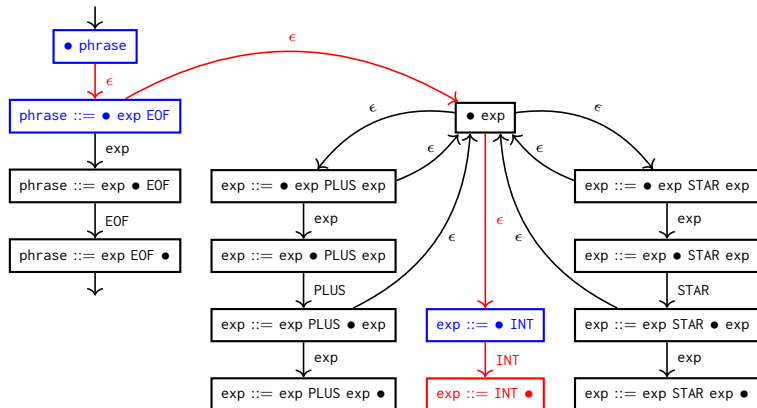 ● phrase
ϵ
ϵ
phrase ::= ● exp EOF
exp
phrase ::= exp ● EOF
EOF
phrase ::= exp EOF ●
● exp
ϵ
ϵ
ϵ
ϵ
exp ::= ● exp PLUS exp
exp
exp ::= exp ● PLUS exp
PLUS
exp ::= exp PLUS ● exp
exp
exp ::= exp PLUS exp ●
ϵ
ϵ
ϵ
exp ::= ● INT
INT
exp ::= INT ●
exp ::= ● exp STAR exp
exp
exp ::= exp ● STAR exp
STAR
exp ::= exp STAR ● exp
exp
exp ::= exp STAR exp ●